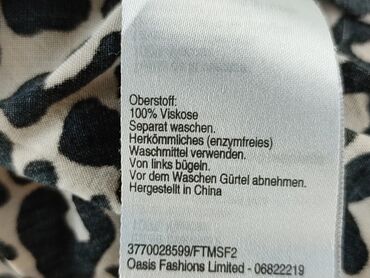 Oberstoff:
100% Viskose
Separat waschen.
Herkömmliches (enzymfreies)
Waschmittel verwenden.
Von links bügeln.
Vor dem Waschen Gürtel abnehmen.
Hergestellt in China
3770028599/FTMSF2
Oasis Fashions Limited - 06822219